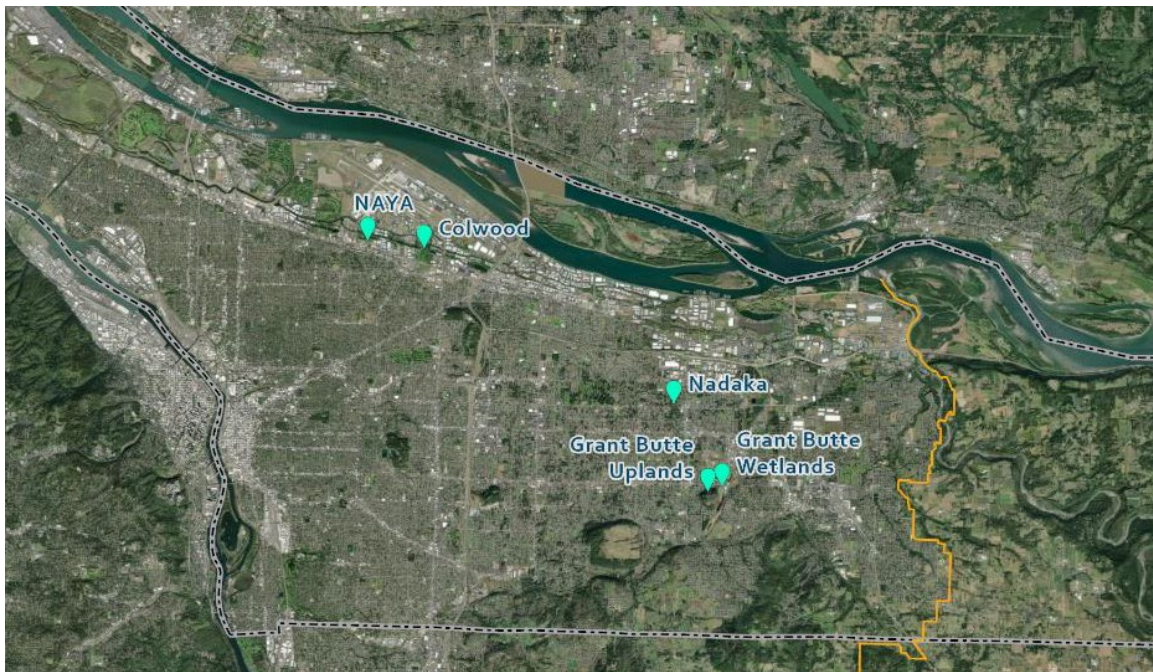 NAYA
Colwood
Nadaka
Grant Butte
Uplands
Grant Butte
Wetlands